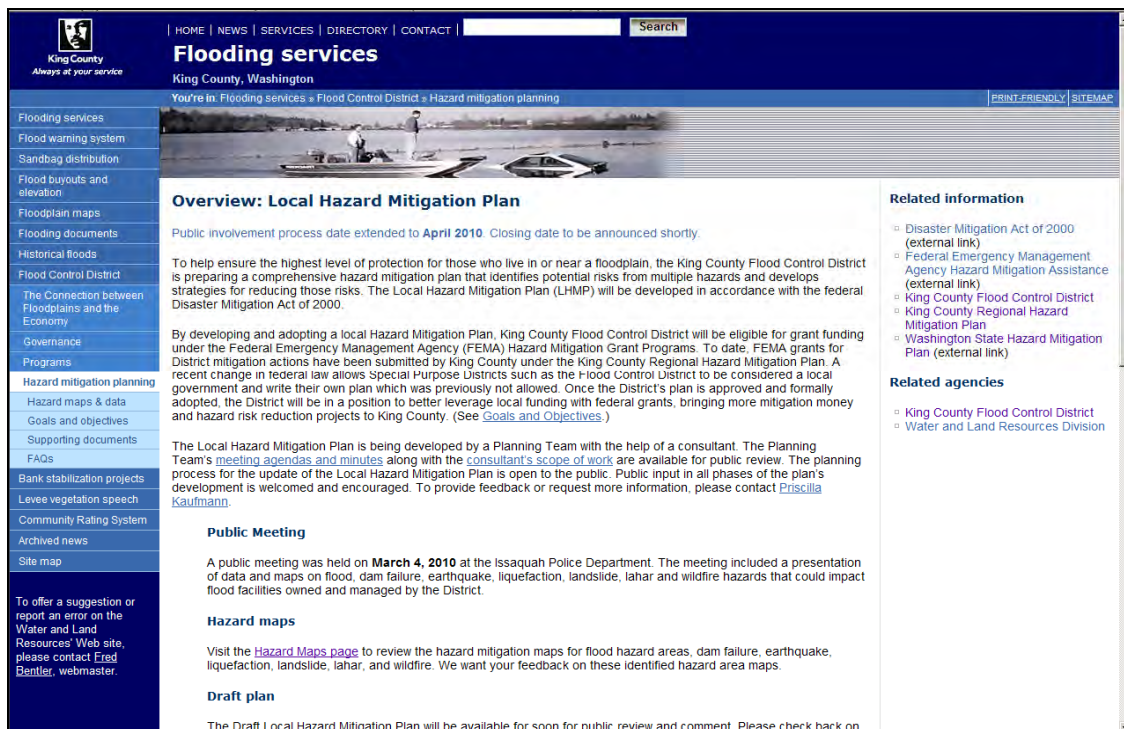 King County
Always at your service
| HOME | NEWS | SERVICES | DIRECTORY | CONTACT |
Search
Flooding services
King County, Washington
You're in: Flooding services » Flood Control District » Hazard mitigation planning
PRINT-FRIENDLY SITEMAP
Flooding services
Flood warning system
Sandbag distribution
Flood buyouts and
elevation
Floodplain maps
Flooding documents
Historical floods
Flood Control District
The Connection between
Floodplains and the
Economy
Governance
Programs
Hazard mitigation planning
Hazard maps & data
Goals and objectives
Supporting documents
FAQs
Bank stabilization projects
Levee vegetation speech
Community Rating System
Archived news
Site map
To offer a suggestion or
report an error on the
Water and Land
Resources' Web site,
please contact Fred
Bentler, webmaster.
Overview: Local Hazard Mitigation Plan
Public involvement process date extended to April 2010. Closing date to be announced shortly.
To help ensure the highest level of protection for those who live in or near a floodplain, the King County Flood Control District
is preparing a comprehensive hazard mitigation plan that identifies potential risks from multiple hazards and develops
strategies for reducing those risks. The Local Hazard Mitigation Plan (LHMP) will be developed in accordance with the federal
Disaster Mitigation Act of 2000.
By developing and adopting a local Hazard Mitigation Plan, King County Flood Control District will be eligible for grant funding
under the Federal Emergency Management Agency (FEMA) Hazard Mitigation Grant Programs. To date, FEMA grants for
District mitigation actions have been submitted by King County under the King County Regional Hazard Mitigation Plan. A
recent change in federal law allows Special Purpose Districts such as the Flood Control District to be considered a local
government and write their own plan which was previously not allowed. Once the District's plan is approved and formally
adopted, the District will be in a position to better leverage local funding with federal grants, bringing more mitigation money
and hazard risk reduction projects to King County. (See Goals and Objectives.)
The Local Hazard Mitigation Plan is being developed by a Planning Team with the help of a consultant. The Planning
Team's meeting agendas and minutes along with the consultant's scope of work are available for public review. The planning
process for the update of the Local Hazard Mitigation Plan is open to the public. Public input in all phases of the plan's
development is welcomed and encouraged. To provide feedback or request more information, please contact Priscilla
Kaufmann.
Public Meeting
A public meeting was held on March 4, 2010 at the Issaquah Police Department. The meeting included a presentation
of data and maps on flood, dam failure, earthquake, liquefaction, landslide, lahar and wildfire hazards that could impact
flood facilities owned and managed by the District.
Hazard maps
Visit the Hazard Maps page to review the hazard mitigation maps for flood hazard areas, dam failure, earthquake,
liquefaction, landslide, lahar, and wildfire. We want your feedback on these identified hazard area maps.
Draft plan
The Draft Local Hazard Mitigation Plan will be available for soon for public review and comment. Please check back on
Related information
Disaster Mitigation Act of 2000
(external link)
Federal Emergency Management
Agency Hazard Mitigation Assistance
(external link)
King County Flood Control District
King County Regional Hazard
Mitigation Plan
Washington State Hazard Mitigation
Plan (external link)
Related agencies
King County Flood Control District
Water and Land Resources Division